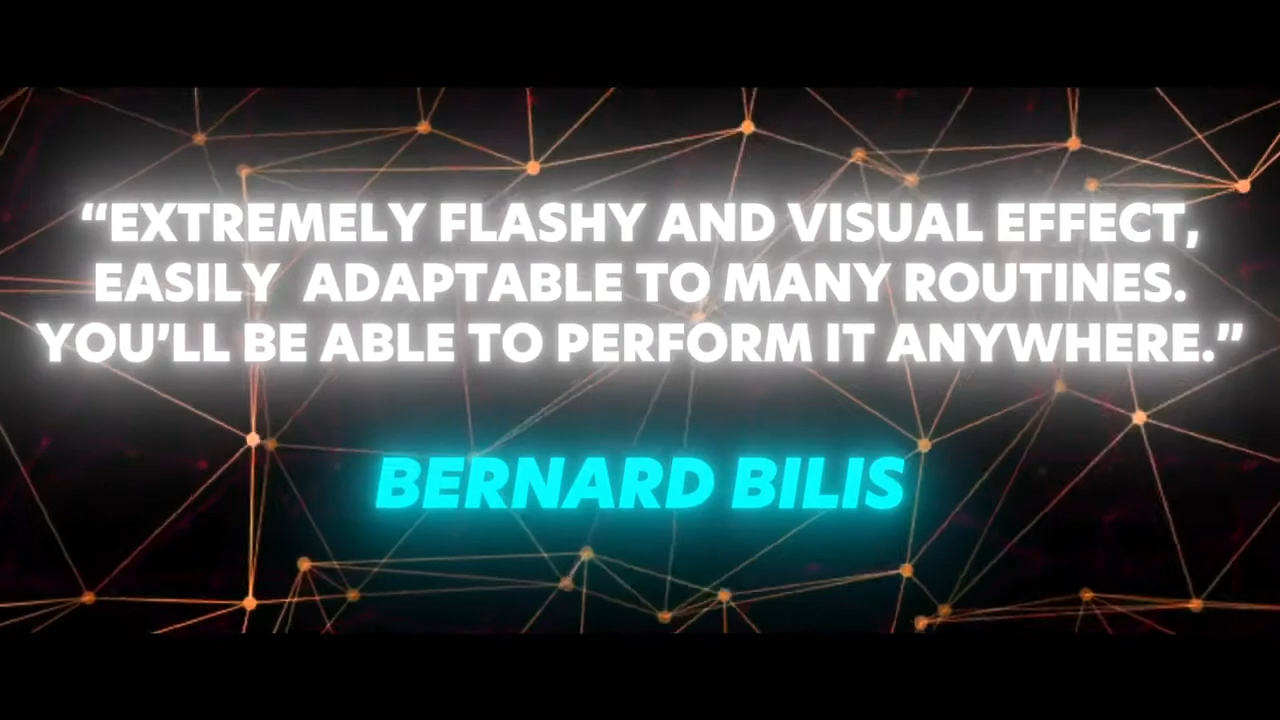 “EXTREMELY FLASHY AND VISUAL EFFECT,
EASILY  ADAPTABLE TO MANY ROUTINES.
YOU’LL BE ABLE TO PERFORM IT ANYWHERE.”
BERNARD BILIS